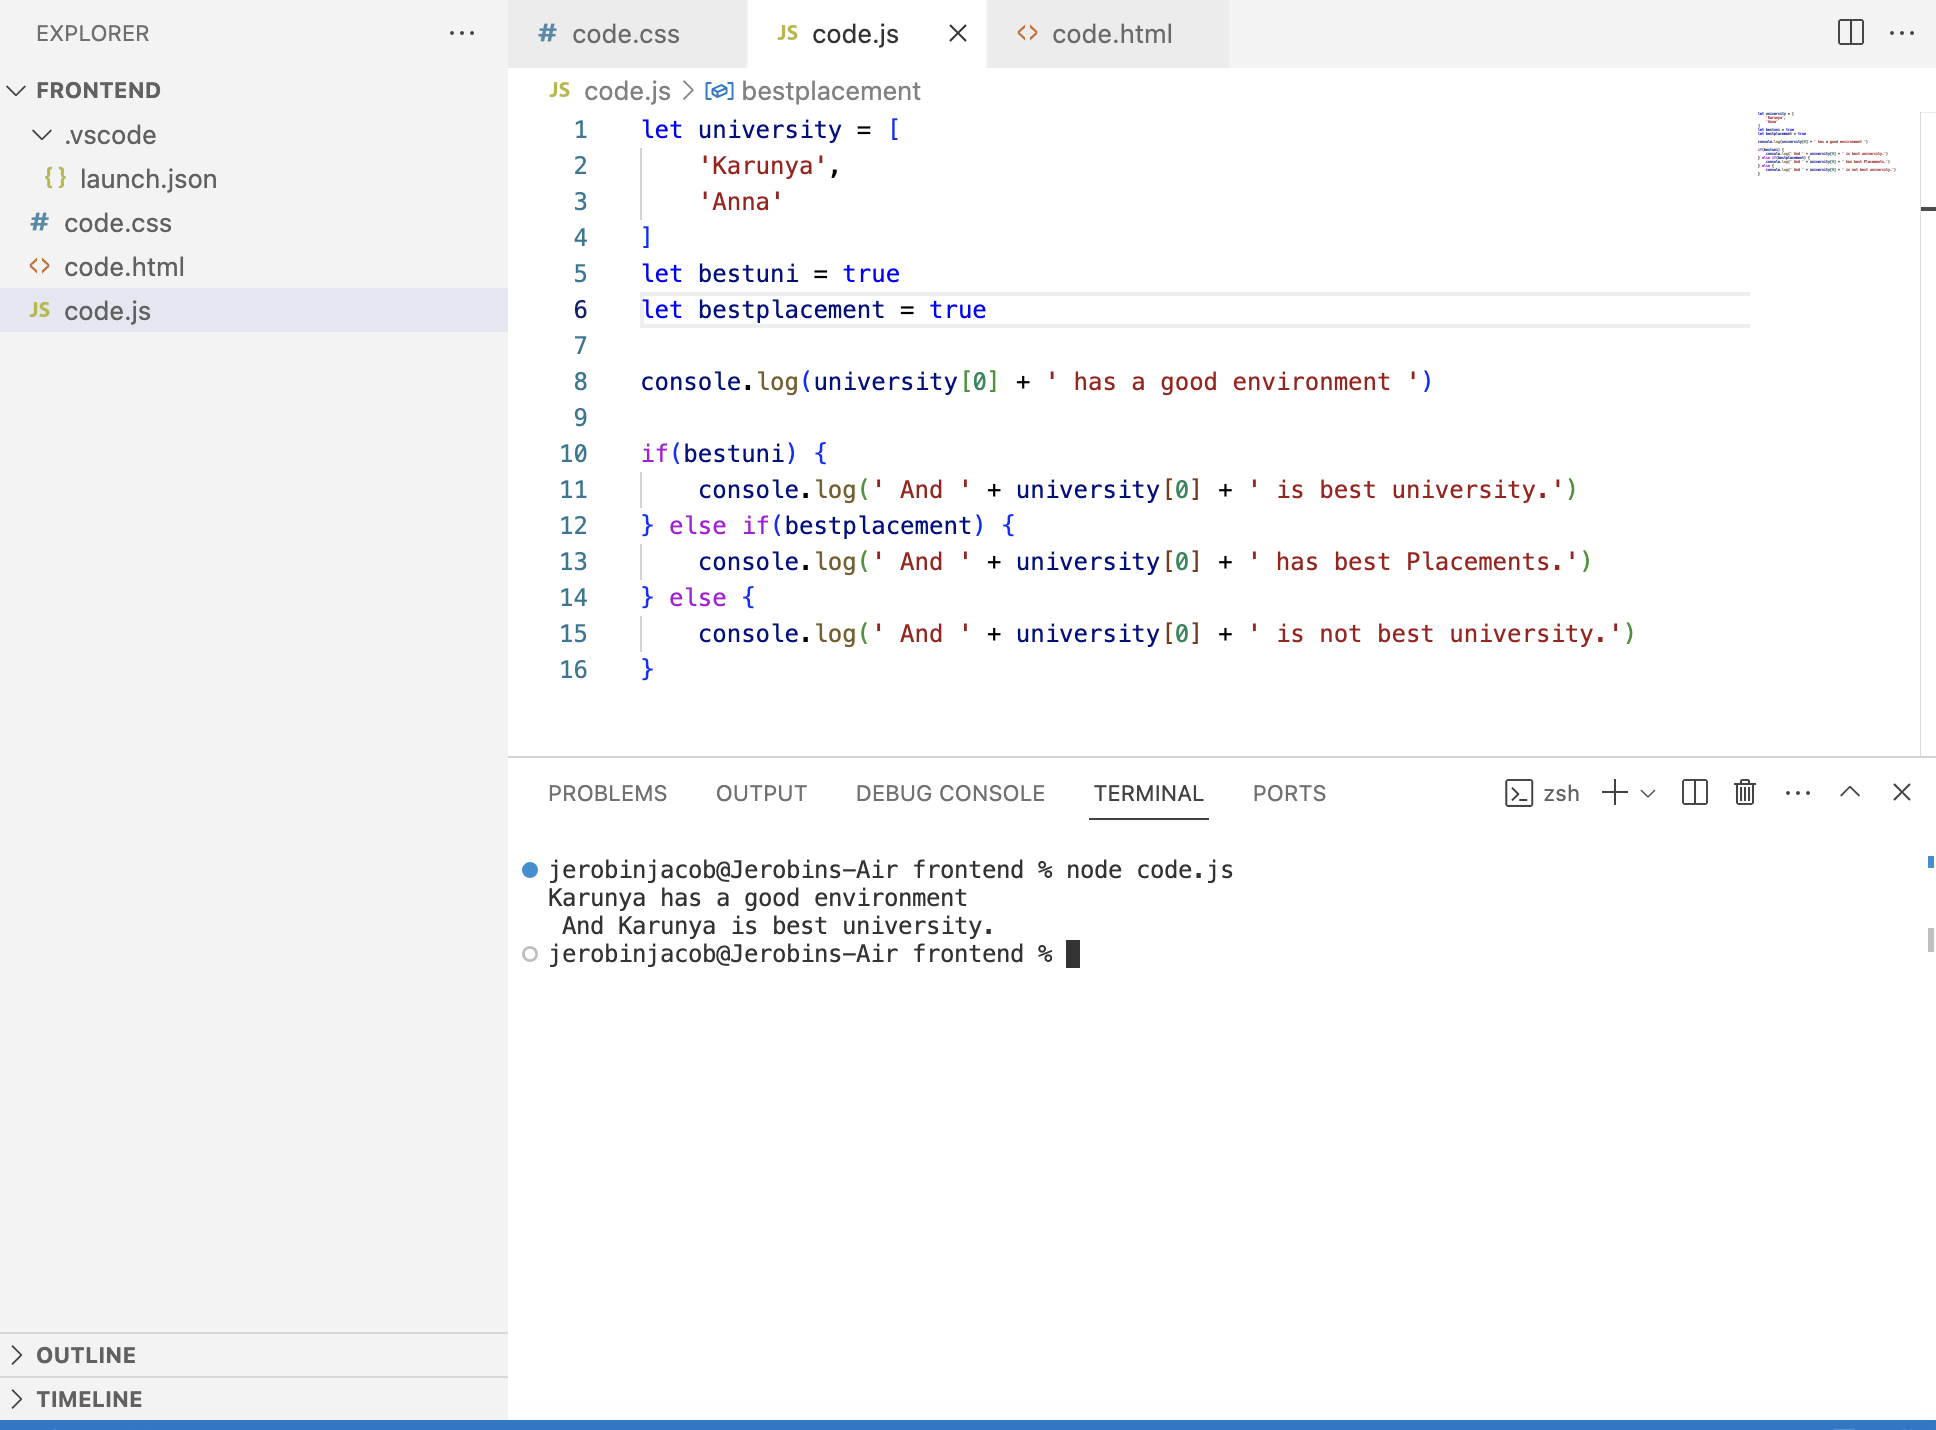 EXPLORER
FRONTEND
.vscode
{} launch.json
# code.css
<> code.html
JS code.js
OUTLINE
TIMELINE
# code.css
JS code.js
<> code.html
JS code.js > bestplacement
1 let university = [
2     'Karunya',
3     'Anna'
4 ]
5 let bestuni = true
6 let bestplacement = true
7
8 console.log(university[0] + ' has a good environment ')
9
10 if(bestuni) {
11     console.log(' And ' + university[0] + ' is best university.')
12 } else if(bestplacement) {
13     console.log(' And ' + university[0] + ' has best Placements.')
14 } else {
15     console.log(' And ' + university[0] + ' is not best university.')
16 }
PROBLEMS OUTPUT DEBUG CONSOLE TERMINAL PORTS zsh
jerobinjacob@Jerobins-Air frontend % node code.js
Karunya has a good environment
 And Karunya is best university.
jerobinjacob@Jerobins-Air frontend %